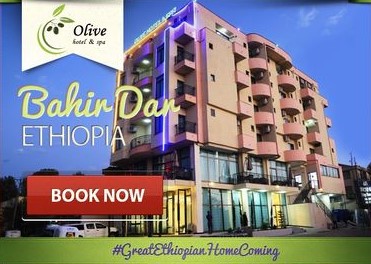 Olive
hotel & spa
Bahir Dar
ETHIOPIA
BOOK NOW
#GreatEthiopianHomeComing